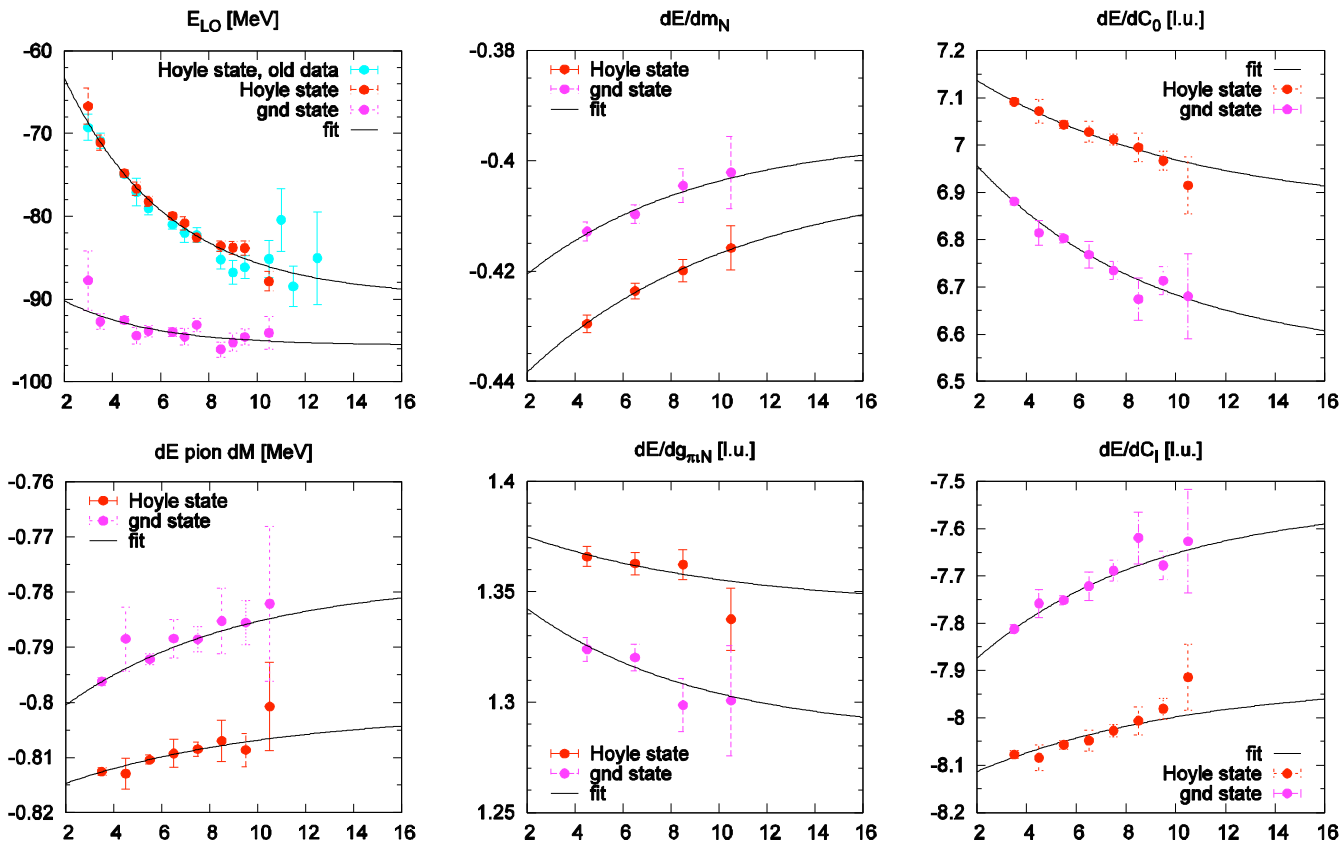 E_LO [MeV]
-60
-70
-80
-90
-100
2 4 6 8 10 12 14 16
Hoyle state, old data
Hoyle state
gnd state
fit
dE/dm_N
-0.38
-0.4
-0.42
-0.44
2 4 6 8 10 12 14 16
Hoyle state
gnd state
fit
dE/dC_0 [l.u.]
7.2
7.1
7
6.9
6.8
6.7
6.6
6.5
2 4 6 8 10 12 14 16
fit
Hoyle state
gnd state
dE pion dM [MeV]
-0.76
-0.77
-0.78
-0.79
-0.8
-0.81
-0.82
2 4 6 8 10 12 14 16
Hoyle state
gnd state
fit
dE/dg_πιN [l.u.]
1.4
1.35
1.3
1.25
2 4 6 8 10 12 14 16
Hoyle state
gnd state
fit
dE/dC_I [l.u.]
-7.5
-7.6
-7.7
-7.8
-7.9
-8
-8.1
-8.2
2 4 6 8 10 12 14 16
fit
Hoyle state
gnd state